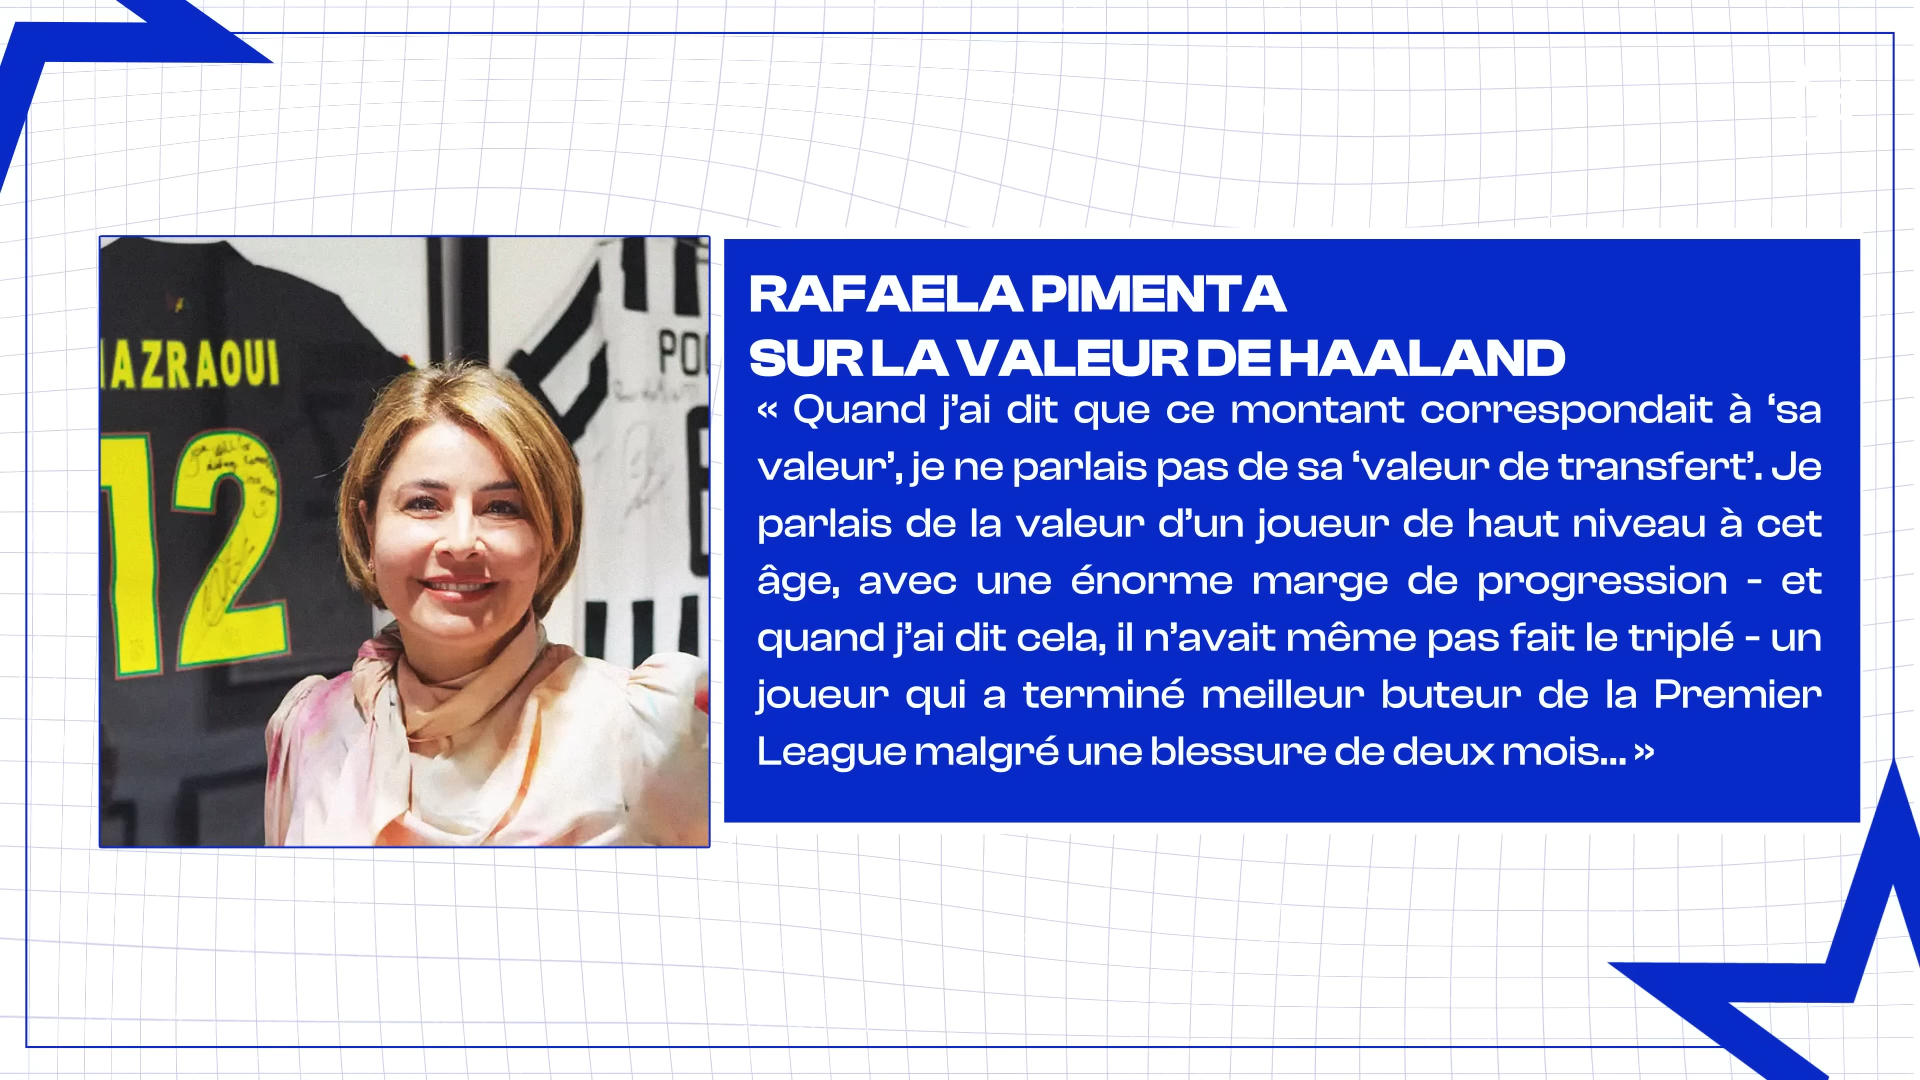 AZRAOUI
12
PO
RAFAELA PIMENTA
SUR LA VALEUR DE HAALAND
« Quand j’ai dit que ce montant correspondait à ‘sa
valeur’, je ne parlais pas de sa ‘valeur de transfert’. Je
parlais de la valeur d’un joueur de haut niveau à cet
âge, avec une énorme marge de progression - et
quand j’ai dit cela, il n’avait même pas fait le triplé - un
joueur qui a terminé meilleur buteur de la Premier
League malgré une blessure de deux mois... »